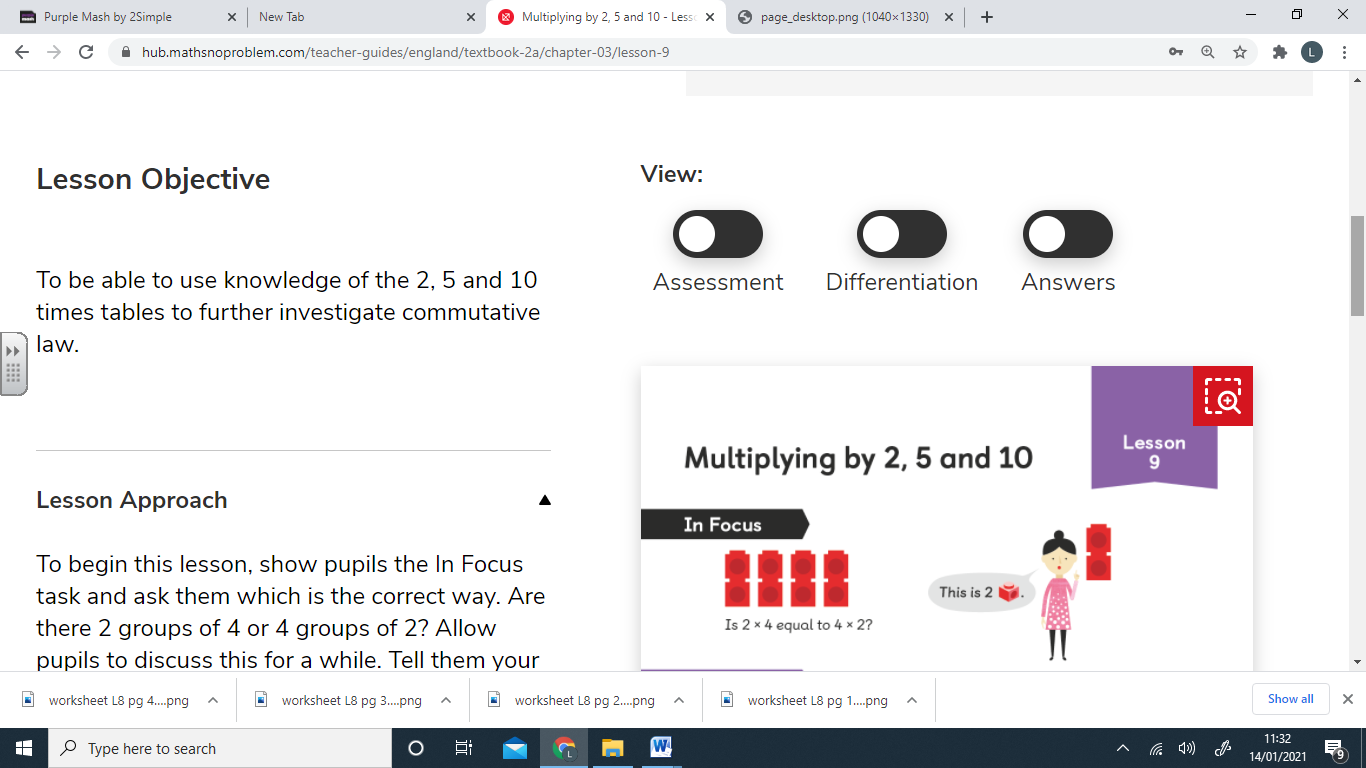 Purple Mash by 2Simple
New Tab
Multiplying by 2, 5 and 10 - Less
page_desktop.png (1040×1330)
hub.mathsnoproblem.com/teacher-guides/england/textbook-2a/chapter-03/lesson-9
L
Lesson Objective
To be able to use knowledge of the 2, 5 and 10
times tables to further investigate commutative
law.
Lesson Approach
To begin this lesson, show pupils the In Focus
task and ask them which is the correct way. Are
there 2 groups of 4 or 4 groups of 2? Allow
pupils to discuss this for a while. Tell them your
View:
Assessment
Differentiation
Answers
Multiplying by 2, 5 and 10
Lesson
9
In Focus
Is 2 × 4 equal to 4 × 2?
This is 2 .
worksheet L8 pg 4....png
worksheet L8 pg 3....png
worksheet L8 pg 2....png
worksheet L8 pg 1....png
Show all
Type here to search
L
W
11:32
14/01/2021
9